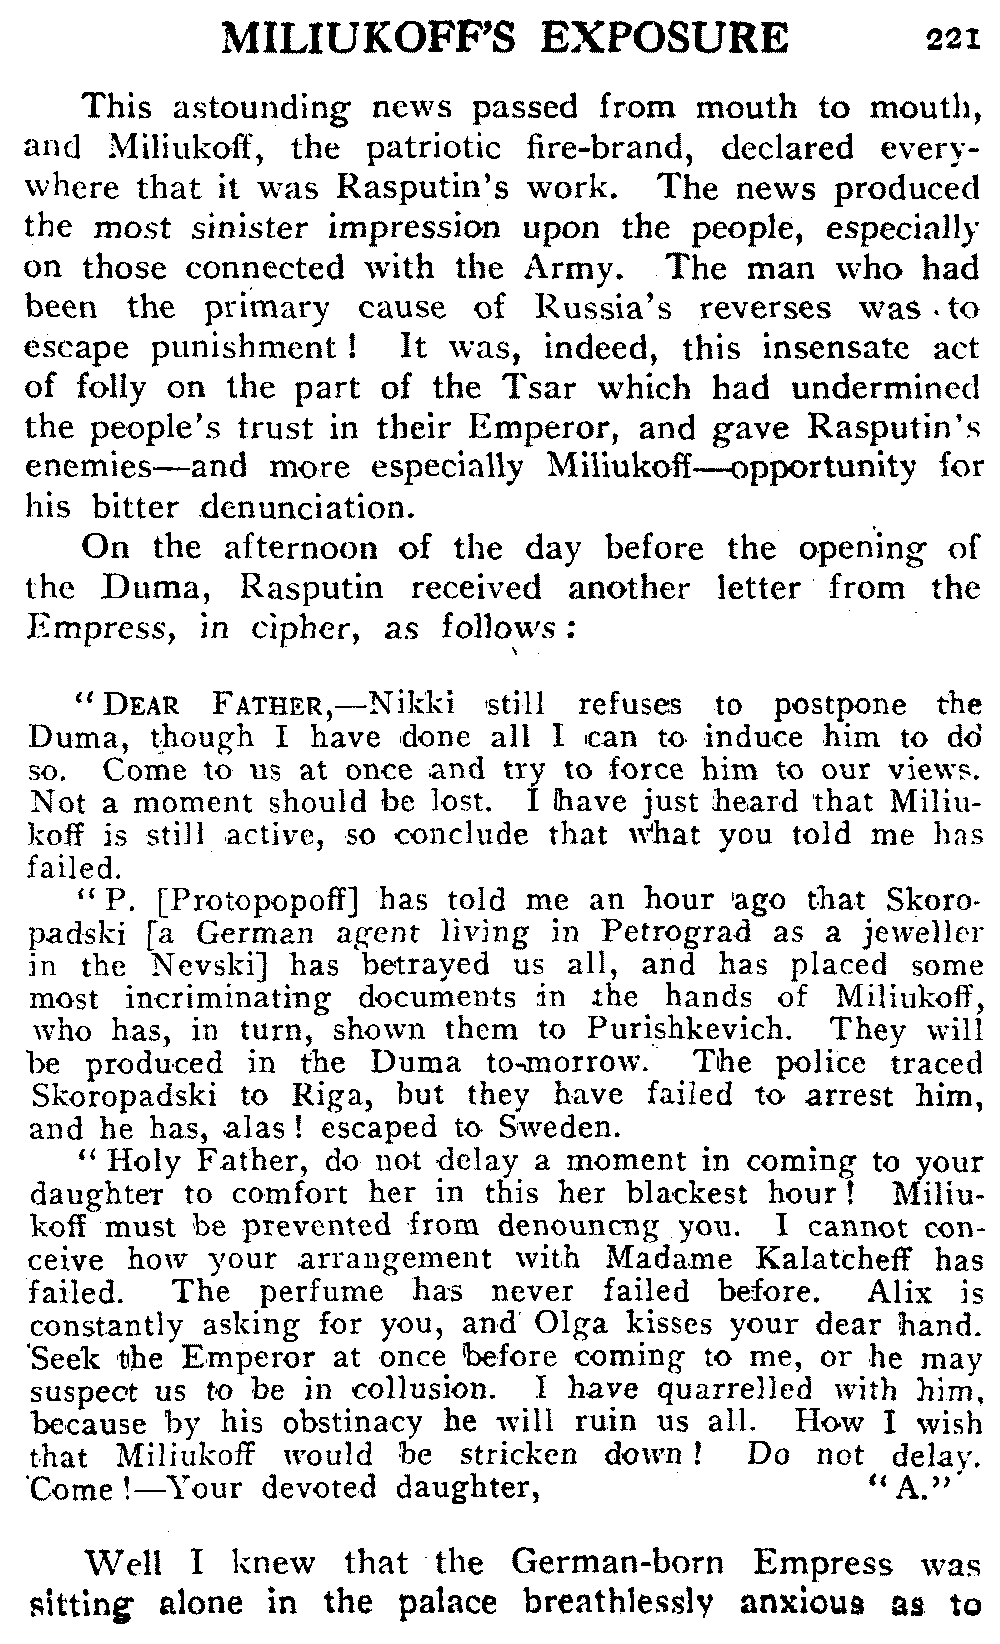 MILIUKOFF'S EXPOSURE 221
This astounding news passed from mouth to mouth,
and Miliukoff, the patriotic fire-brand, declared every-
where that it was Rasputin's work. The news produced
the most sinister impression upon the people, especially
on those connected with the Army. The man who had
been the primary cause of Russia's reverses was to
escape punishment! It was, indeed, this insensate act
of folly on the part of the Tsar which had undermined
the people's trust in their Emperor, and gave Rasputin's
enemies—and more especially Miliukoff—opportunity for
his bitter denunciation.
On the afternoon of the day before the opening of
the Duma, Rasputin received another letter from the
Empress, in cipher, as follows:
"DEAR FATHER,—Nikki still refuses to postpone the
Duma, though I have done all I can to induce him to do
so. Come to us at once and try to force him to our views.
Not a moment should be lost. I have just heard that Miliu-
koff is still active, so conclude that what you told me has
failed.
"P. [Protopopoff] has told me an hour ago that Skoro-
padski [a German agent living in Petrograd as a jeweller
in the Nevski] has betrayed us all, and has placed some
most incriminating documents in the hands of Miliukoff,
who has, in turn, shown them to Purishkevich. They will
be produced in the Duma to-morrow. The police traced
Skoropadski to Riga, but they have failed to arrest him,
and he has, alas! escaped to Sweden.
"Holy Father, do not delay a moment in coming to your
daughter to comfort her in this her blackest hour! Miliu-
koff must be prevented from denouncng you. I cannot con-
ceive how your arrangement with Madame Kalatcheff has
failed. The perfume has never failed before. Alix is
constantly asking for you, and Olga kisses your dear hand.
Seek the Emperor at once before coming to me, or he may
suspect us to be in collusion. I have quarrelled with him,
because by his obstinacy he will ruin us all. How I wish
that Miliukoff would be stricken down! Do not delay.
Come!—Your devoted daughter, "A."
Well I knew that the German-born Empress was
sitting alone in the palace breathlessly anxious as to